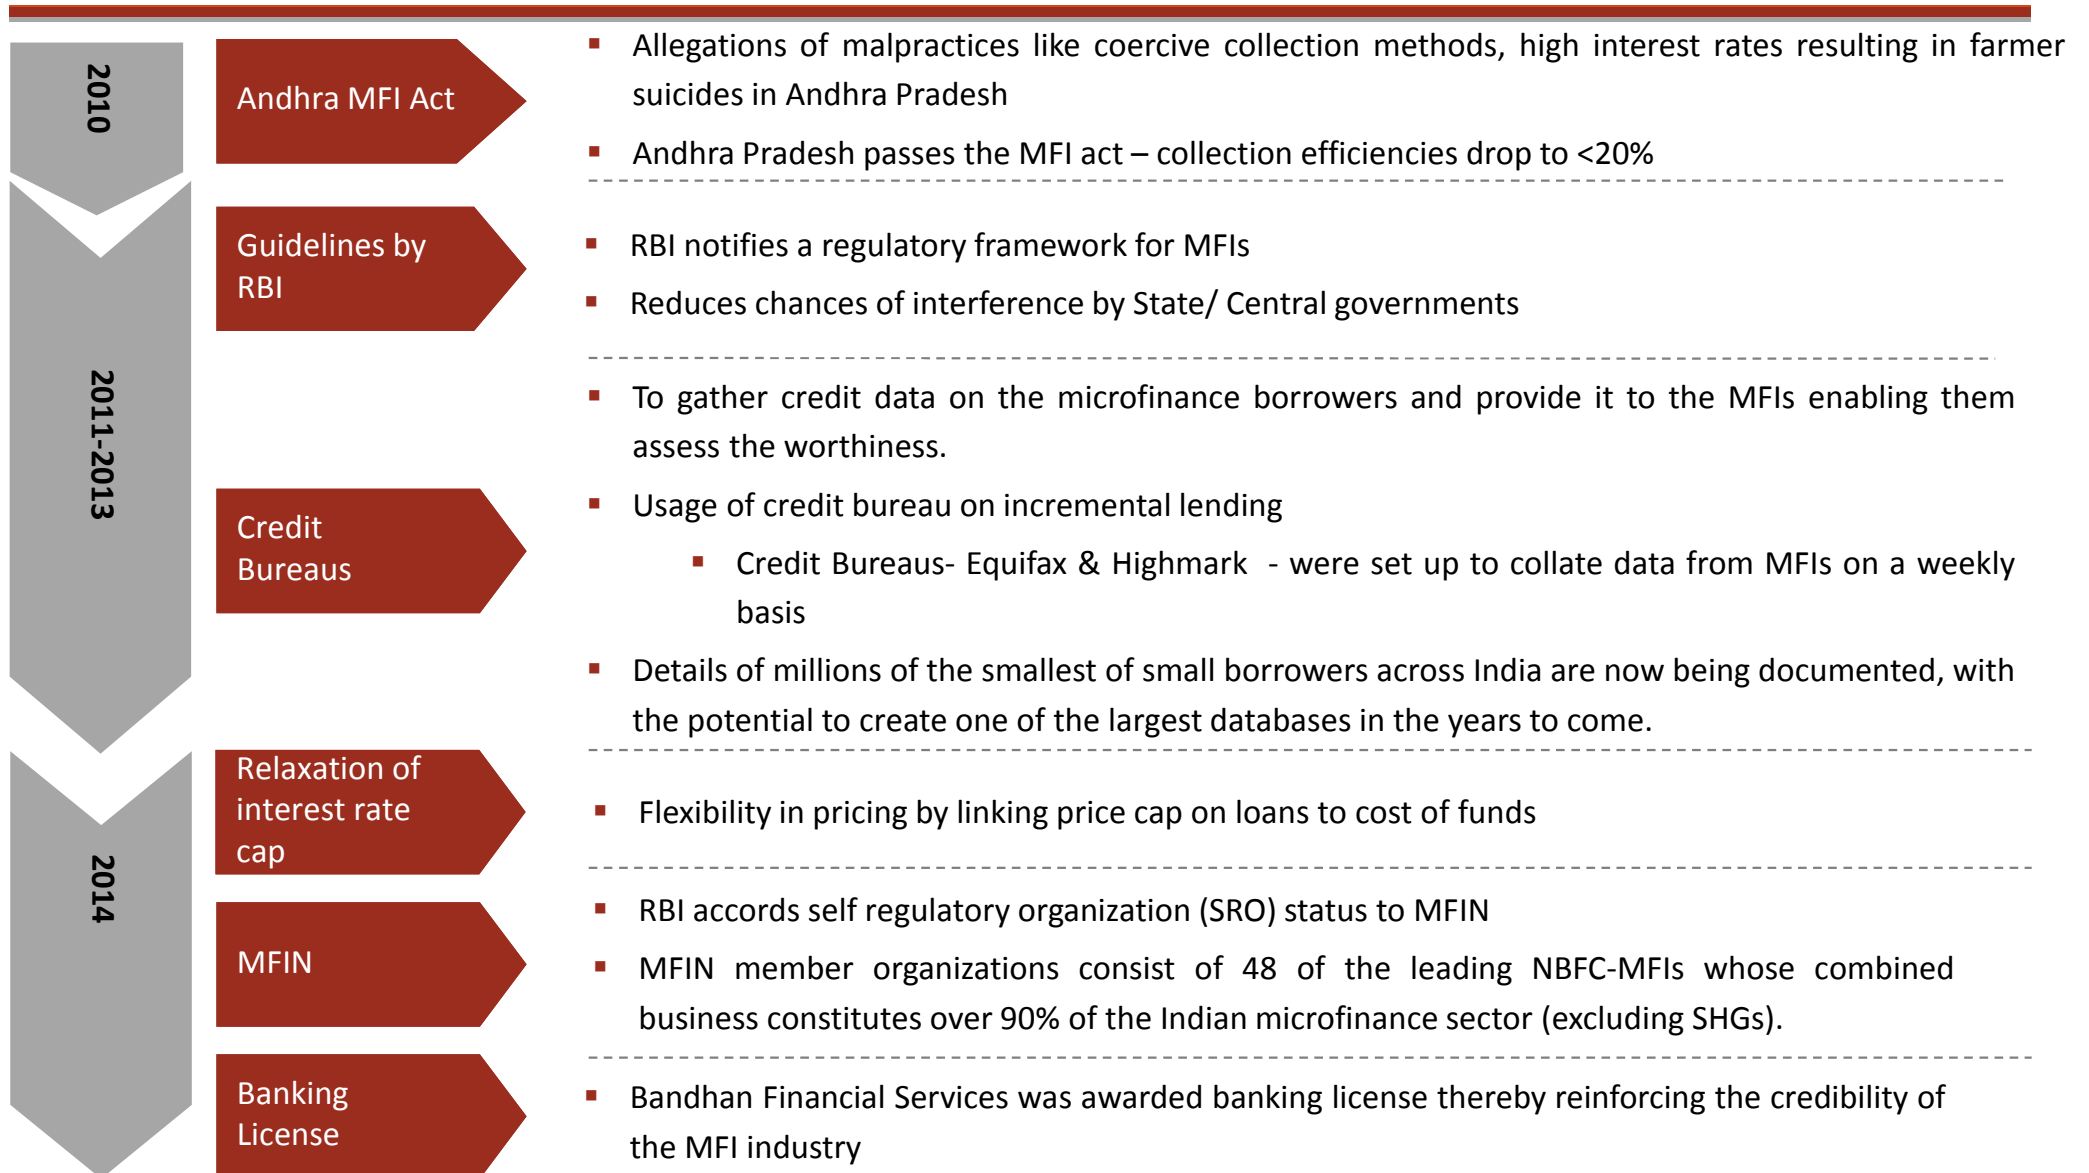 2010
Andhra MFI Act
▪ Allegations of malpractices like coercive collection methods, high interest rates resulting in farmer
suicides in Andhra Pradesh
▪ Andhra Pradesh passes the MFI act – collection efficiencies drop to <20%
2011-2013
Guidelines by
RBI
▪ RBI notifies a regulatory framework for MFIs
▪ Reduces chances of interference by State/ Central governments
Credit
Bureaus
▪ To gather credit data on the microfinance borrowers and provide it to the MFIs enabling them
assess the worthiness.
▪ Usage of credit bureau on incremental lending
▪ Credit Bureaus- Equifax & Highmark - were set up to collate data from MFIs on a weekly
basis
▪ Details of millions of the smallest of small borrowers across India are now being documented, with
the potential to create one of the largest databases in the years to come.
2014
Relaxation of
interest rate
cap
▪ Flexibility in pricing by linking price cap on loans to cost of funds
MFIN
▪ RBI accords self regulatory organization (SRO) status to MFIN
▪ MFIN member organizations consist of 48 of the leading NBFC-MFIs whose combined
business constitutes over 90% of the Indian microfinance sector (excluding SHGs).
Banking
License
▪ Bandhan Financial Services was awarded banking license thereby reinforcing the credibility of
the MFI industry